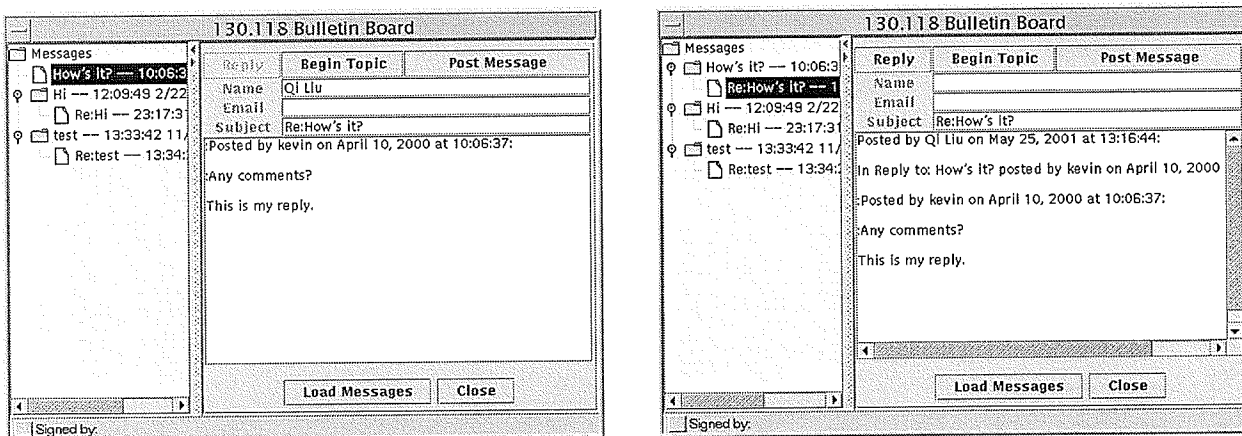 130.118 Bulletin Board
Messages
How's it? –– 10:06:3
Hi –– 12:09:49 2/22
Re:Hi –– 23:17:31
test –– 13:33:42 11/
Re:test –– 13:34:
Reply Begin Topic Post Message
Name Qi Liu
Email
Subject Re:How's it?
:Posted by kevin on April 10, 2000 at 10:06:37:
:Any comments?
This is my reply.
Load Messages Close
Signed by:
130.118 Bulletin Board
Messages
How's it? –– 10:06:3
Re:How's it? –– 1
Hi –– 12:09:49 2/22
Re:Hi –– 23:17:31
test –– 13:33:42 11/
Re:test –– 13:34:
Reply Begin Topic Post Message
Name
Email
Subject Re:How's it?
Posted by Qi Liu on May 25, 2001 at 13:16:44:
In Reply to: How's it? posted by kevin on April 10, 2000
:Posted by kevin on April 10, 2000 at 10:06:37:
:Any comments?
This is my reply.
Load Messages Close
Signed by: